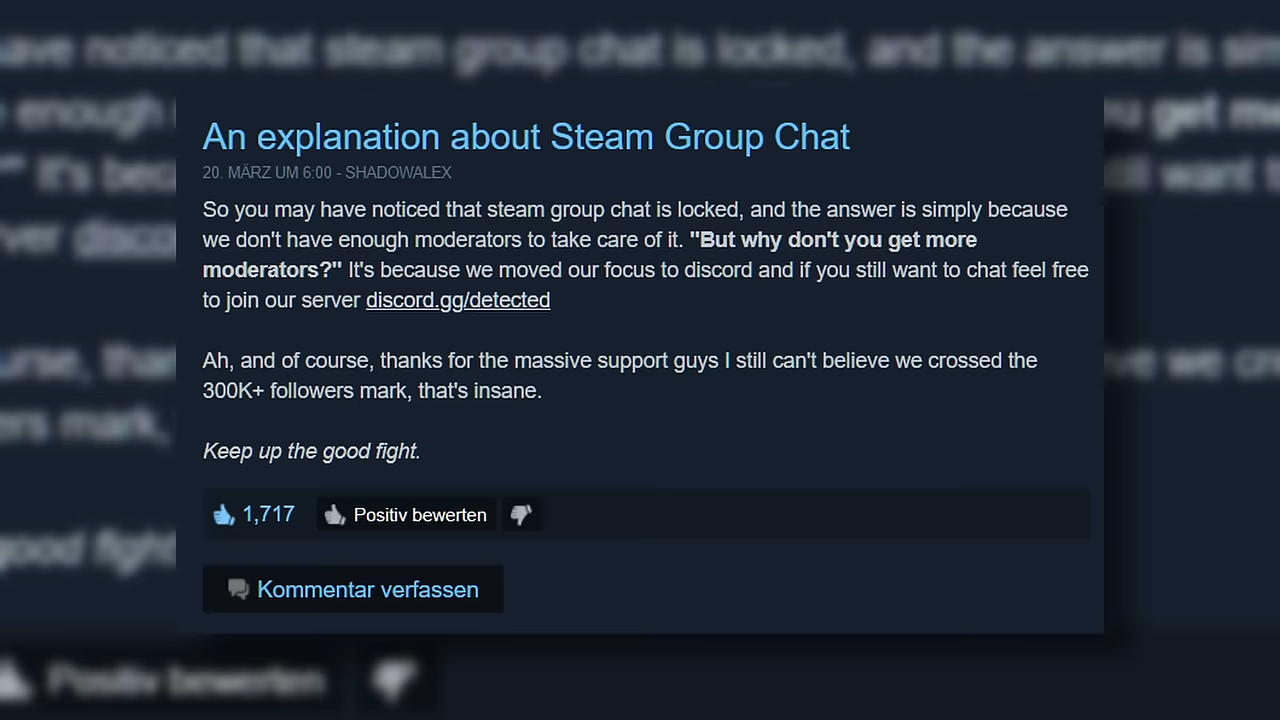 An explanation about Steam Group Chat
20. MÄRZ UM 6:00 - SHADOWALEX
So you may have noticed that steam group chat is locked, and the answer is simply because
we don't have enough moderators to take care of it. "But why don't you get more
moderators?" It's because we moved our focus to discord and if you still want to chat feel free
to join our server discord.gg/detected
Ah, and of course, thanks for the massive support guys I still can't believe we crossed the
300K+ followers mark, that's insane.
Keep up the good fight.
1,717 Positiv bewerten
Kommentar verfassen